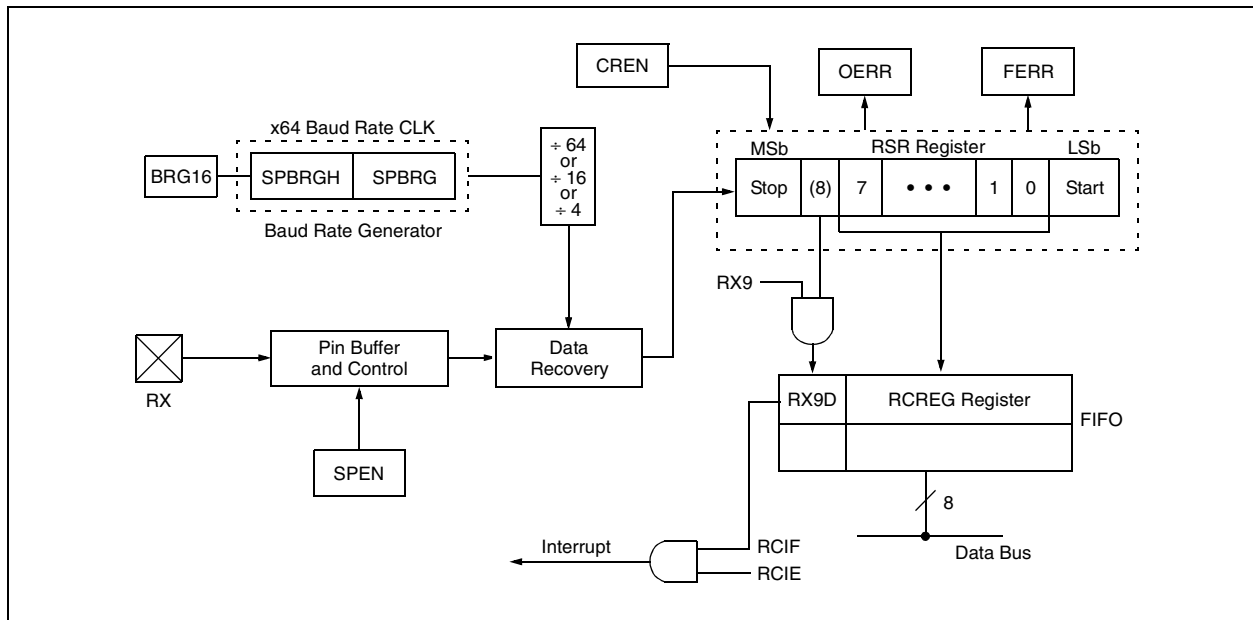 CREN
OERR
FERR
x64 Baud Rate CLK
BRG16
SPBRGH
SPBRG
Baud Rate Generator
÷ 64
or
÷ 16
or
÷ 4
MSb
RSR Register
LSb
Stop
(8)
7
• • •
1
0
Start
RX9
RX
Pin Buffer
and Control
Data
Recovery
SPEN
RX9D
RCREG Register
FIFO
8
Data Bus
Interrupt
RCIF
RCIE